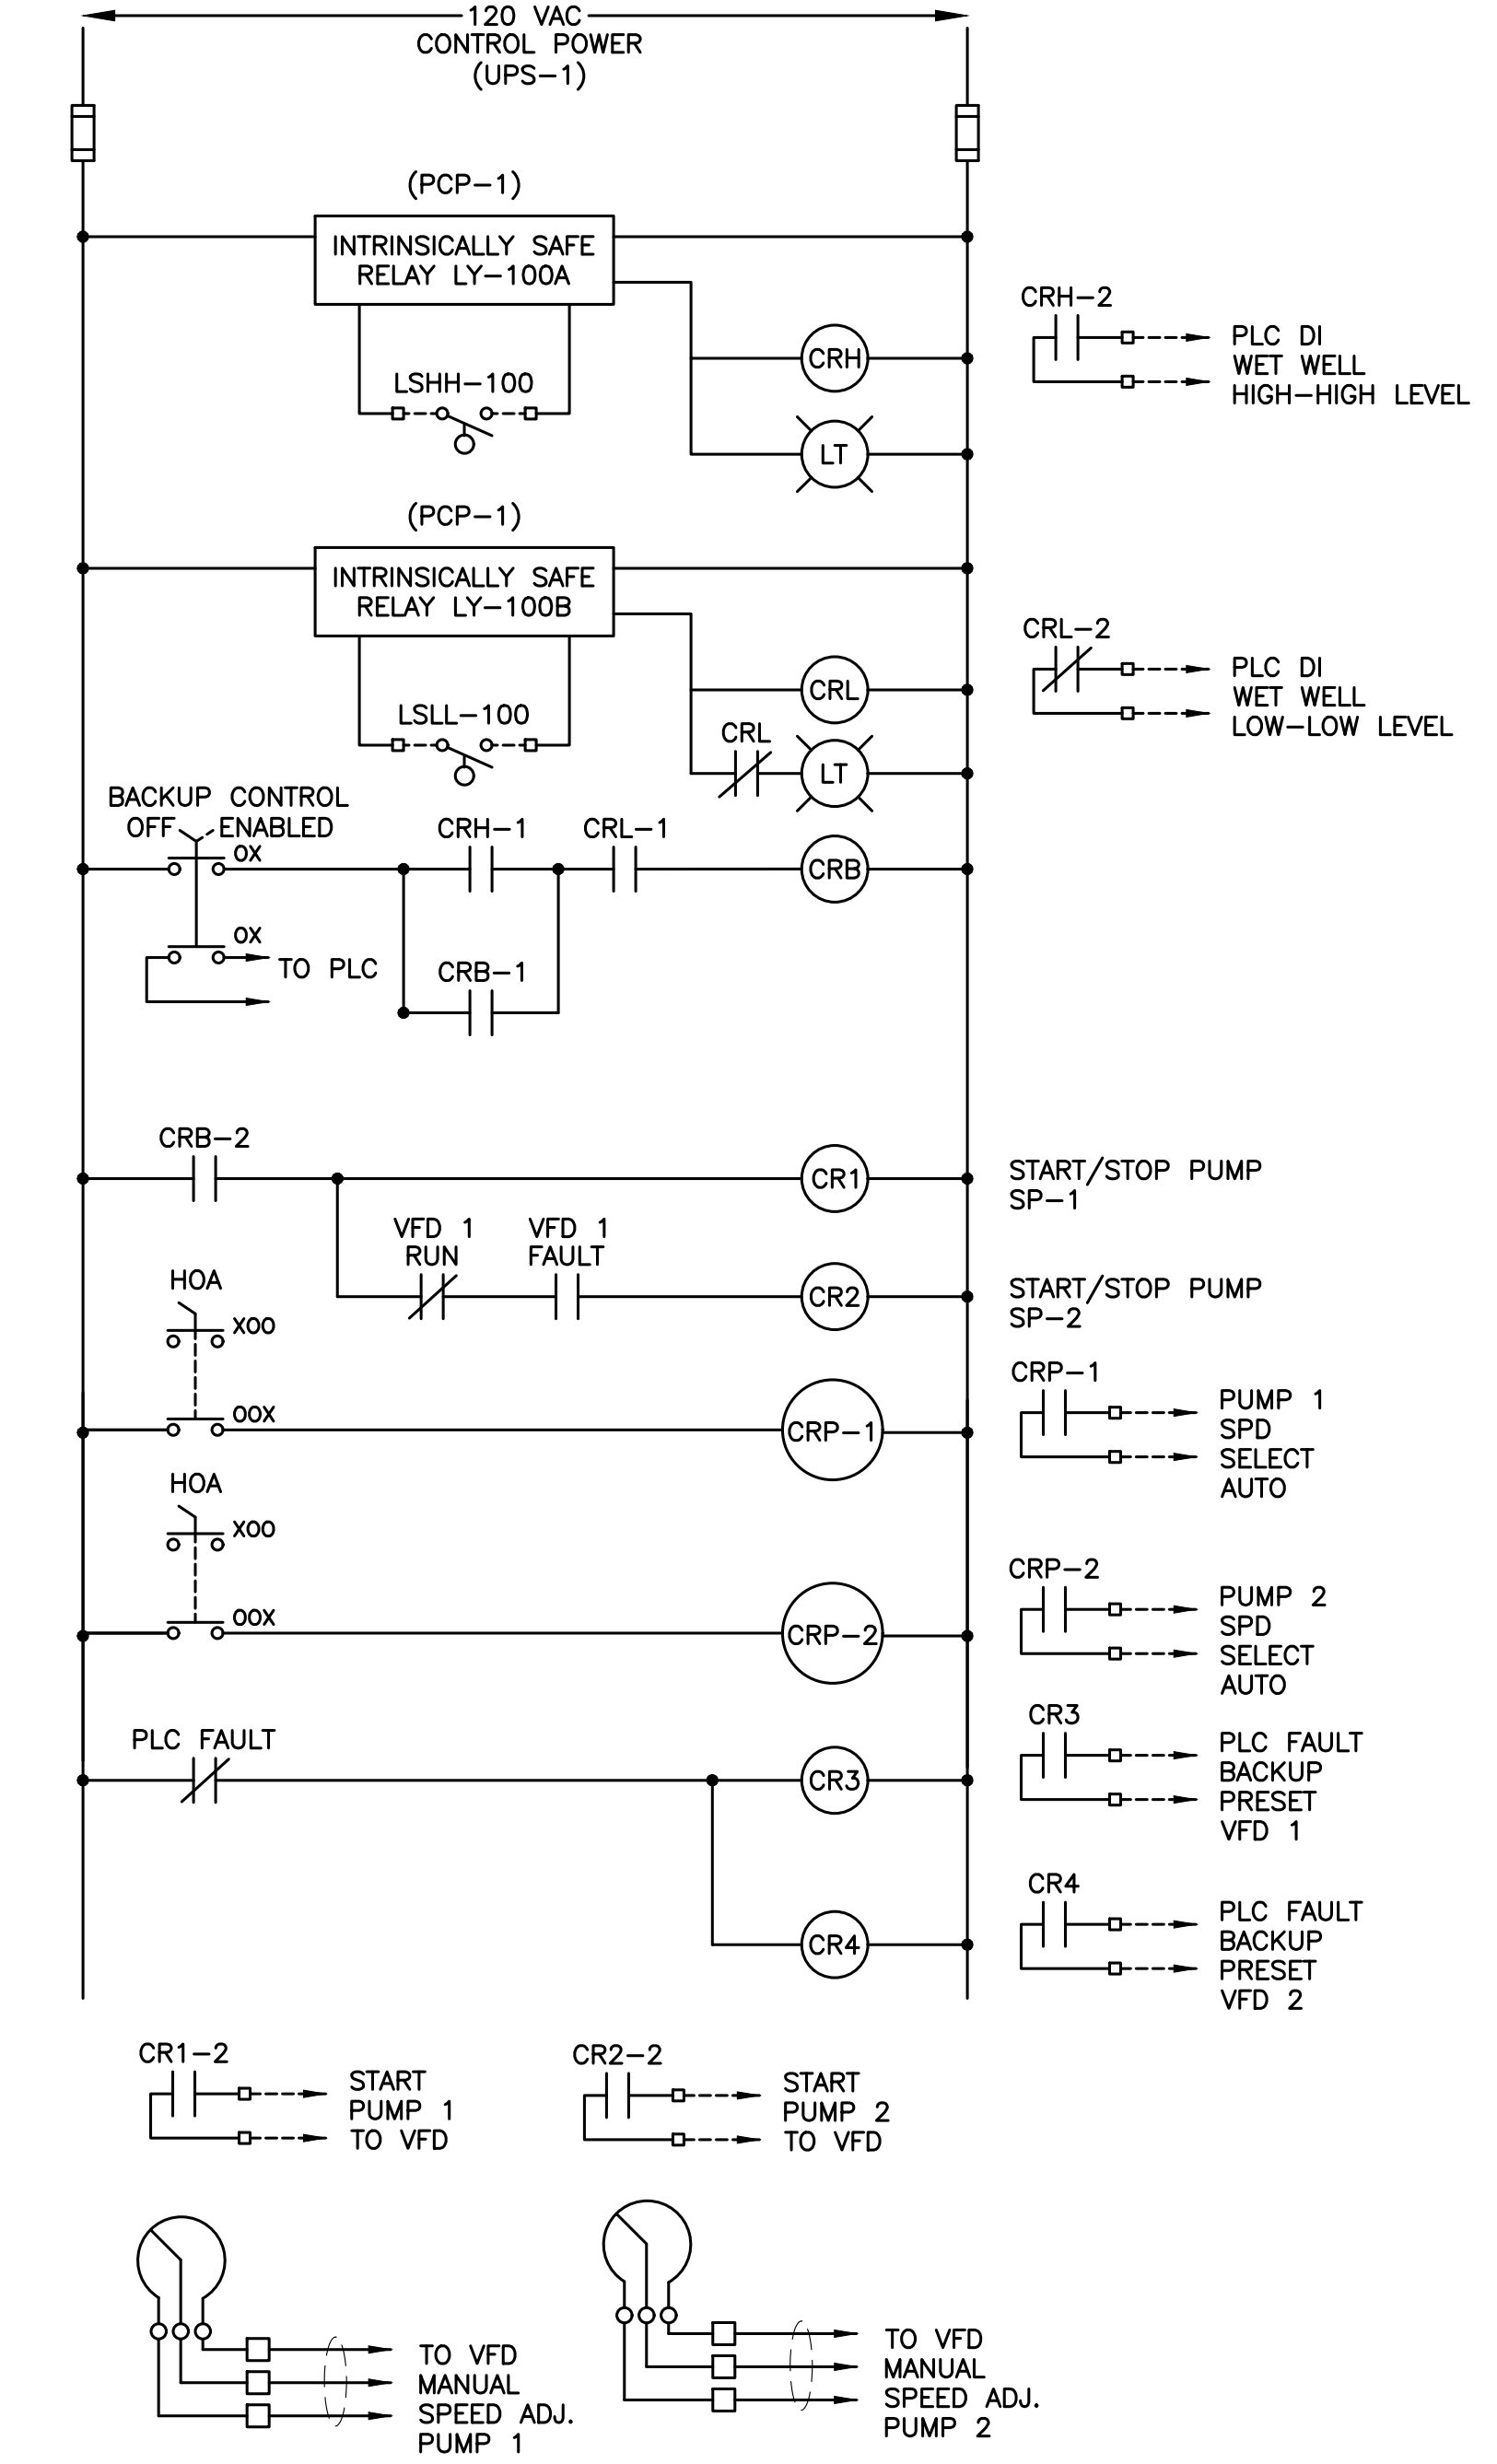 120 VAC
CONTROL POWER
(UPS-1)
(PCP-1)
INTRINSICALLY SAFE
RELAY LY-100A
CRH-2
PLC DI
WET WELL
HIGH-HIGH LEVEL
CRH
LSHH-100
LT
(PCP-1)
INTRINSICALLY SAFE
RELAY LY-100B
CRL-2
PLC DI
WET WELL
LOW-LOW LEVEL
CRL
LSLL-100
CRL
LT
BACKUP CONTROL
OFF ENABLED
OX
CRH-1
CRL-1
CRB
OX
TO PLC
CRB-1
CRB-2
CR1
START/STOP PUMP
SP-1
VFD 1
RUN
VFD 1
FAULT
CR2
START/STOP PUMP
SP-2
HOA
XOO
OOX
CRP-1
CRP-1
PUMP 1
SPD
SELECT
AUTO
HOA
XOO
OOX
CRP-2
CRP-2
PUMP 2
SPD
SELECT
AUTO
PLC FAULT
CR3
CR3
PLC FAULT
BACKUP
PRESET
VFD 1
CR4
CR4
PLC FAULT
BACKUP
PRESET
VFD 2
CR1-2
START
PUMP 1
TO VFD
CR2-2
START
PUMP 2
TO VFD
TO VFD
MANUAL
SPEED ADJ.
PUMP 1
TO VFD
MANUAL
SPEED ADJ.
PUMP 2